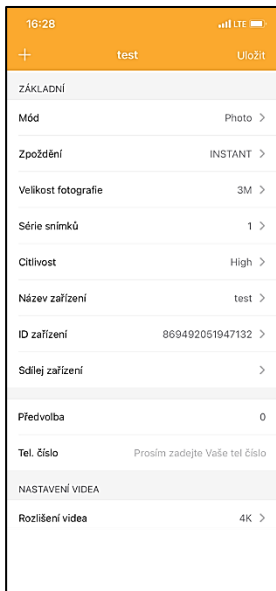 16:28 LTE
+ test Uložit
ZÁKLADNÍ
Mód Photo >
Zpoždění INSTANT >
Velikost fotografie 3M >
Série snímků 1 >
Citlivost High >
Název zařízení test >
ID zařízení 869492051947132 >
Sdílej zařízení >
Předvolba 0
Tel. číslo Prosím zadejte Vaše tel číslo
NASTAVENÍ VIDEA
Rozlišení videa 4K >